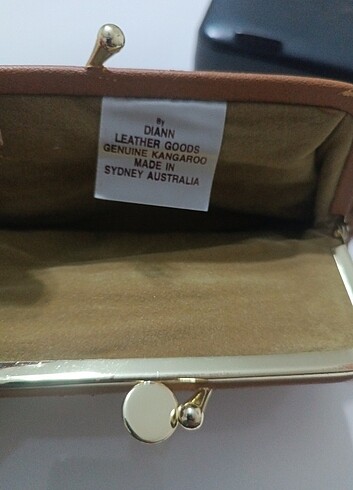 By
DIANN
LEATHER GOODS
GENUINE KANGAROO
MADE IN
SYDNEY AUSTRALIA